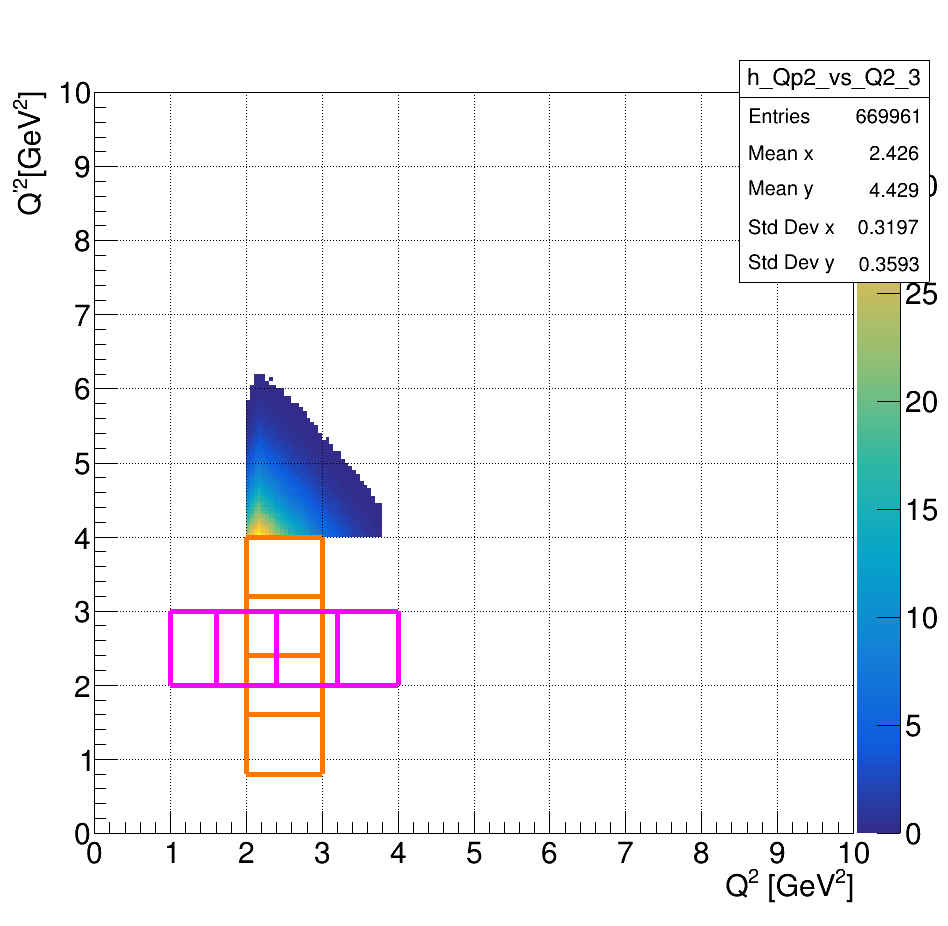 h_Qp2_vs_Q2_3
Entries 669961
Mean x 2.426
Mean y 4.429
Std Dev x 0.3197
Std Dev y 0.3593
Q'2[GeV2]
10
9
8
7
6
5
4
3
2
1
0
0 1 2 3 4 5 6 7 8 9 10
Q2 [GeV2]
25
20
15
10
5
0